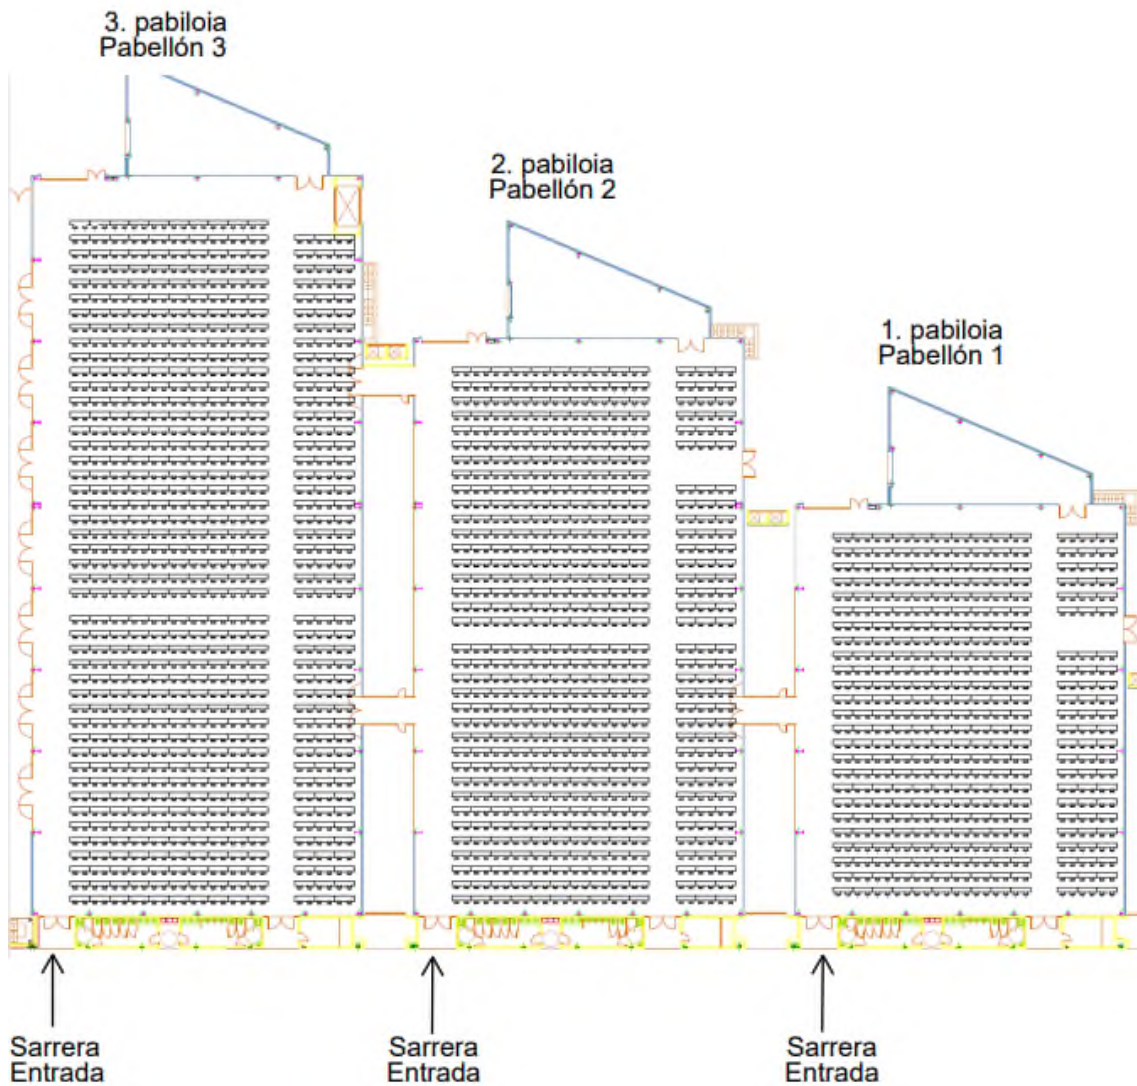 3. pabiloia
Pabellón 3
2. pabiloia
Pabellón 2
1. pabiloia
Pabellón 1
Sarrera
Entrada
Sarrera
Entrada
Sarrera
Entrada